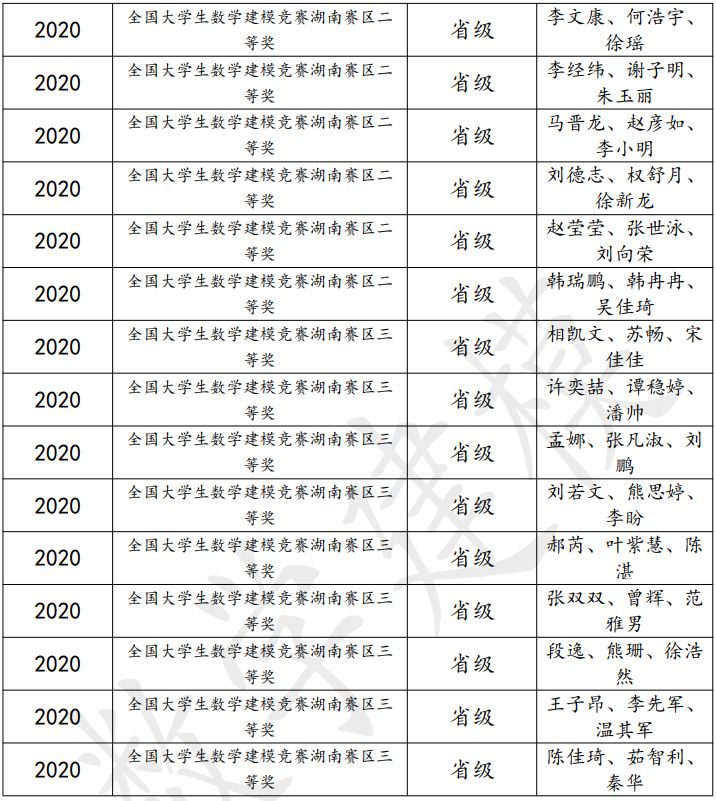 2020 全国大学生数学建模竞赛湖南赛区二等奖 省级 李文康、何浩宇、徐瑶
2020 全国大学生数学建模竞赛湖南赛区二等奖 省级 李经纬、谢子明、朱玉丽
2020 全国大学生数学建模竞赛湖南赛区二等奖 省级 马晋龙、赵彦如、李小明
2020 全国大学生数学建模竞赛湖南赛区二等奖 省级 刘德志、权舒月、徐新龙
2020 全国大学生数学建模竞赛湖南赛区二等奖 省级 赵莹莹、张世泳、刘向荣
2020 全国大学生数学建模竞赛湖南赛区二等奖 省级 韩瑞鹏、韩冉冉、吴佳琦
2020 全国大学生数学建模竞赛湖南赛区三等奖 省级 相凯文、苏畅、宋佳佳
2020 全国大学生数学建模竞赛湖南赛区三等奖 省级 许奕喆、谭稳婷、潘帅
2020 全国大学生数学建模竞赛湖南赛区三等奖 省级 孟娜、张凡淑、刘鹏
2020 全国大学生数学建模竞赛湖南赛区三等奖 省级 刘若文、熊思婷、李盼
2020 全国大学生数学建模竞赛湖南赛区三等奖 省级 郝芮、叶紫慧、陈湛
2020 全国大学生数学建模竞赛湖南赛区三等奖 省级 张双双、曾辉、范雅男
2020 全国大学生数学建模竞赛湖南赛区三等奖 省级 段逸、熊珊、徐浩然
2020 全国大学生数学建模竞赛湖南赛区三等奖 省级 王子昂、李先军、温其军
2020 全国大学生数学建模竞赛湖南赛区三等奖 省级 陈佳琦、茹智利、秦华
数学建模